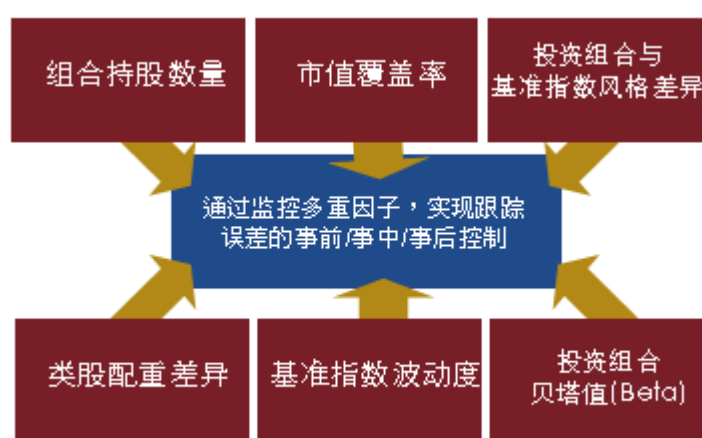 组合持股数量
市值覆盖率
投资组合与
基准指数风格差异
通过监控多重因子，实现跟踪
误差的事前/事中/事后控制
类股配重差异
基准指数波动度
投资组合
贝塔值(Beta)